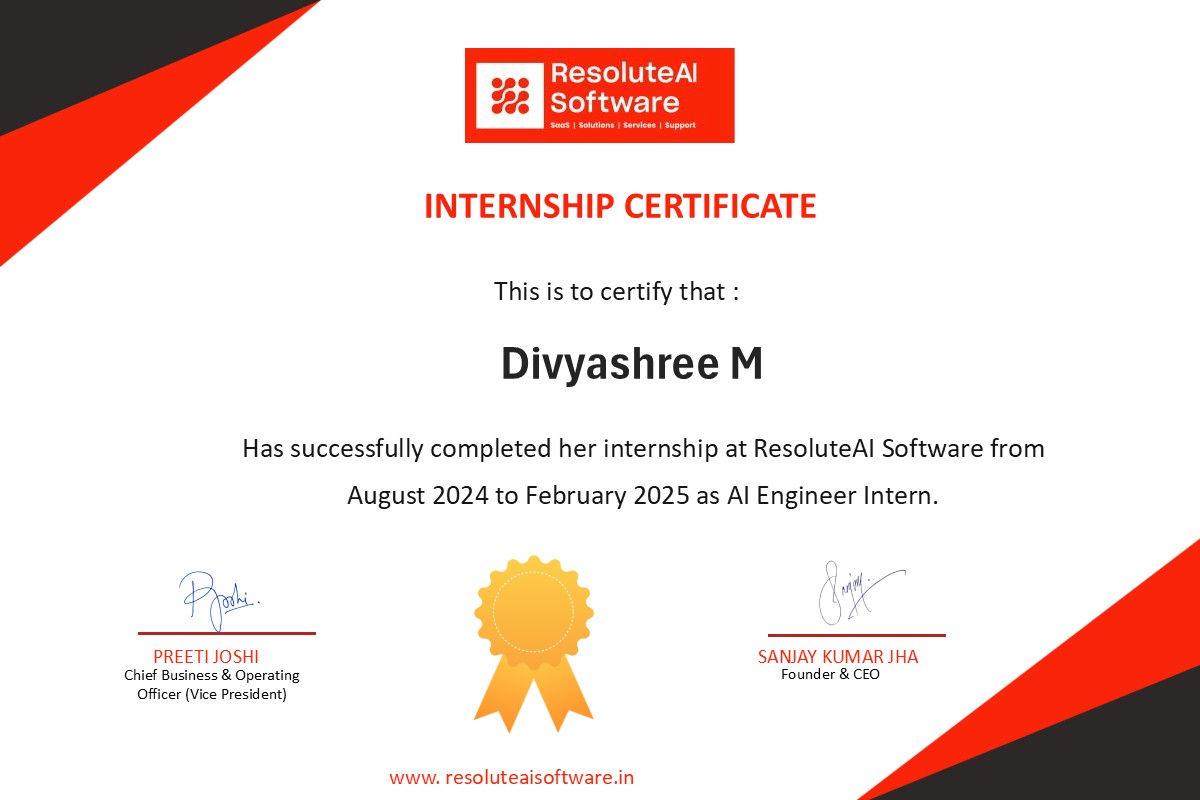 ResoluteAI
Software
SaaS | Solutions | Services | Support
INTERNSHIP CERTIFICATE
This is to certify that :
Divyashree M
Has successfully completed her internship at ResoluteAI Software from
August 2024 to February 2025 as AI Engineer Intern.
PJoshi.
Sanjay
PREETI JOSHI
Chief Business & Operating
Officer (Vice President)
SANJAY KUMAR JHA
Founder & CEO
www. resoluteaisoftware.in